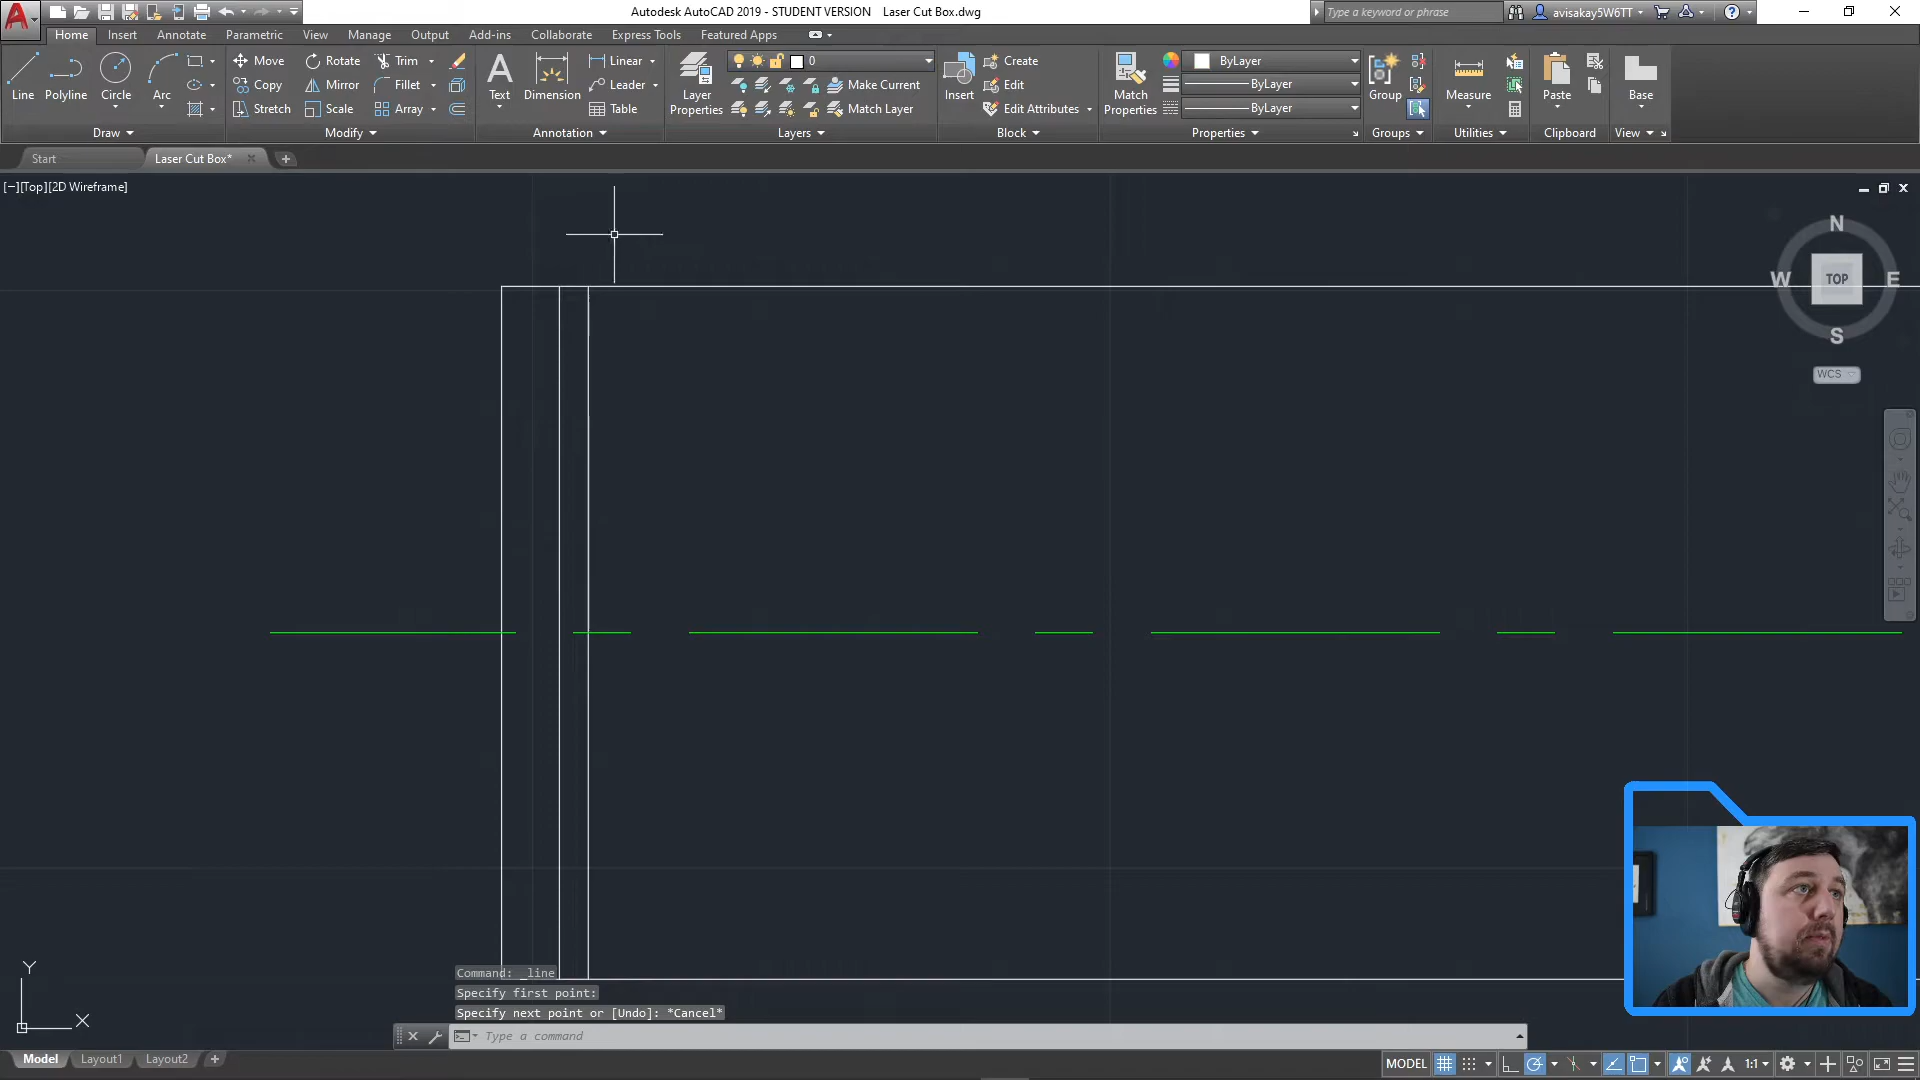 Autodesk AutoCAD 2019 - STUDENT VERSION Laser Cut Box.dwg
Type a keyword or phrase
avisakay5W6TT
Home Insert Annotate Parametric View Manage Output Add-ins Collaborate Express Tools Featured Apps
Line Polyline Circle Arc
Move Rotate Trim
Copy Mirror Fillet
Stretch Scale Array
Text Dimension
Linear
Leader
Table
Layer Properties
0
Make Current
Match Layer
Insert
Create
Edit
Edit Attributes
Match Properties
ByLayer
ByLayer
ByLayer
Group
Measure
Paste
Base
Draw Modify Annotation Layers Block Properties Groups Utilities Clipboard View
Start Laser Cut Box*
[−][Top][2D Wireframe]
N
W TOP E
S
WCS
Y
X
Command: _line
Specify first point:
Specify next point or [Undo]: *Cancel*
Type a command
Model Layout1 Layout2
MODEL
1:1